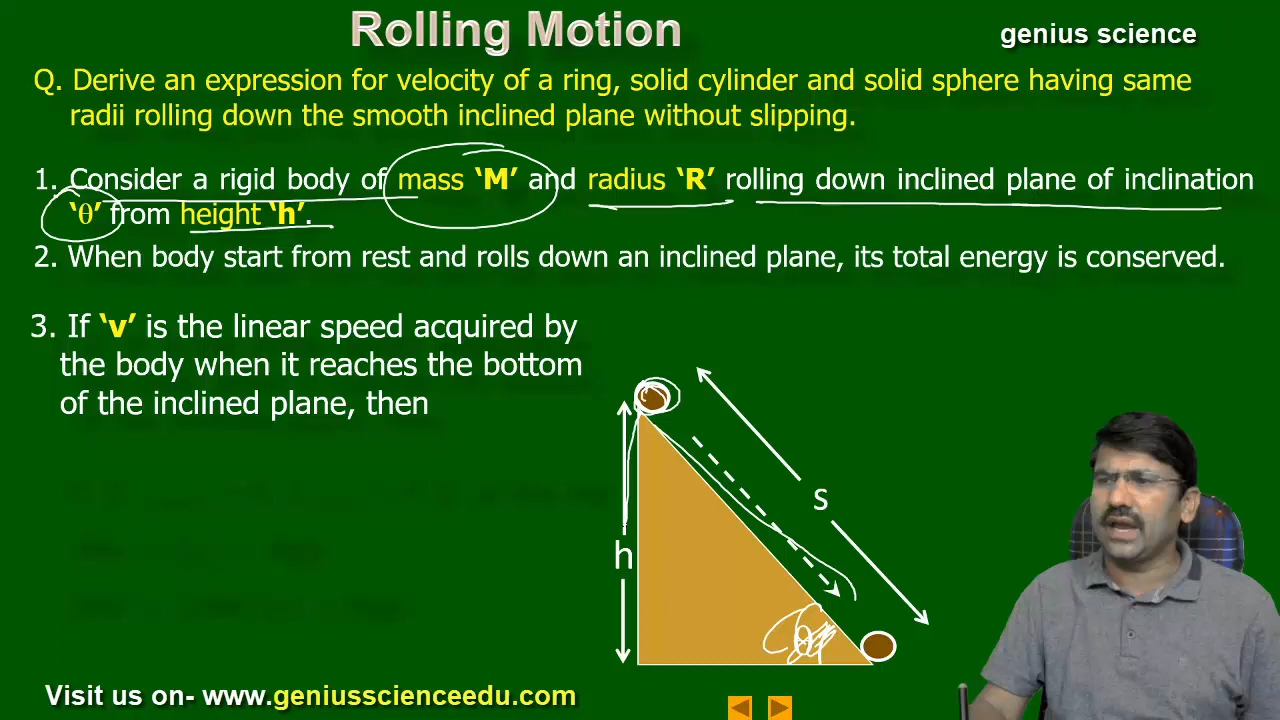 Rolling Motion
genius science
Q. Derive an expression for velocity of a ring, solid cylinder and solid sphere having same
radii rolling down the smooth inclined plane without slipping.
1. Consider a rigid body of mass ‘M’ and radius ‘R’ rolling down inclined plane of inclination
‘θ’ from height ‘h’.
2. When body start from rest and rolls down an inclined plane, its total energy is conserved.
3. If ‘v’ is the linear speed acquired by
the body when it reaches the bottom
of the inclined plane, then
s
h
Visit us on- www.geniusscienceedu.com